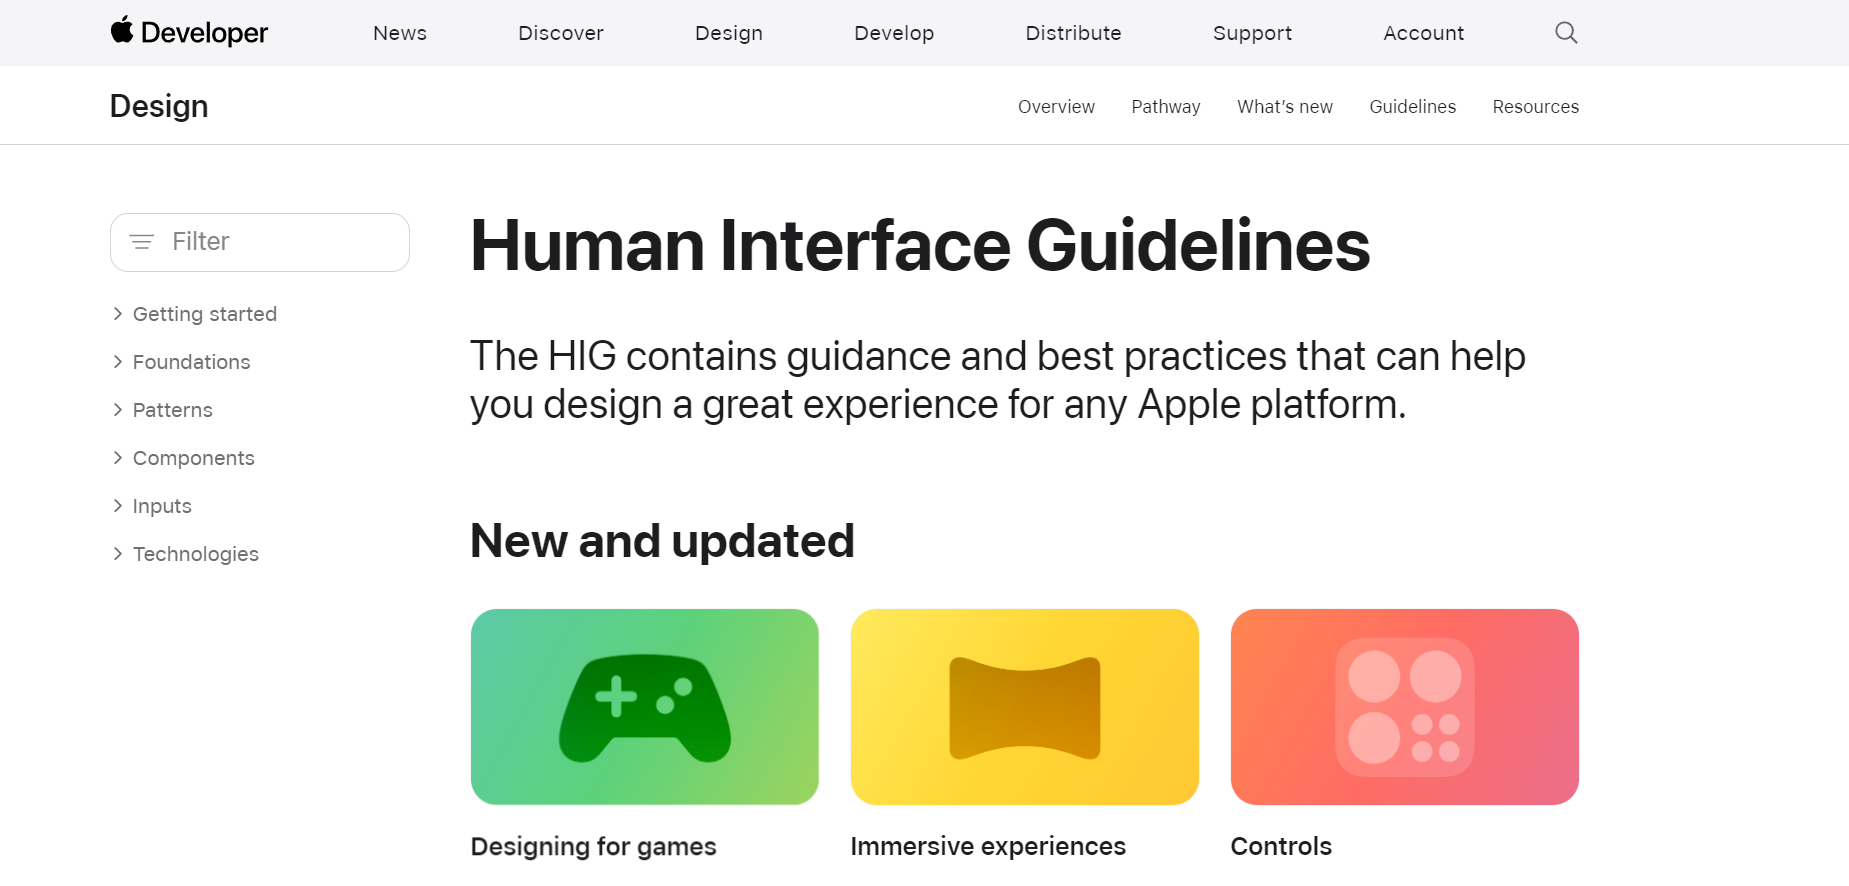 Developer News Discover Design Develop Distribute Support Account
Design Overview Pathway What’s new Guidelines Resources
Filter
Getting started
Foundations
Patterns
Components
Inputs
Technologies
Human Interface Guidelines
The HIG contains guidance and best practices that can help
you design a great experience for any Apple platform.
New and updated
Designing for games
Immersive experiences
Controls